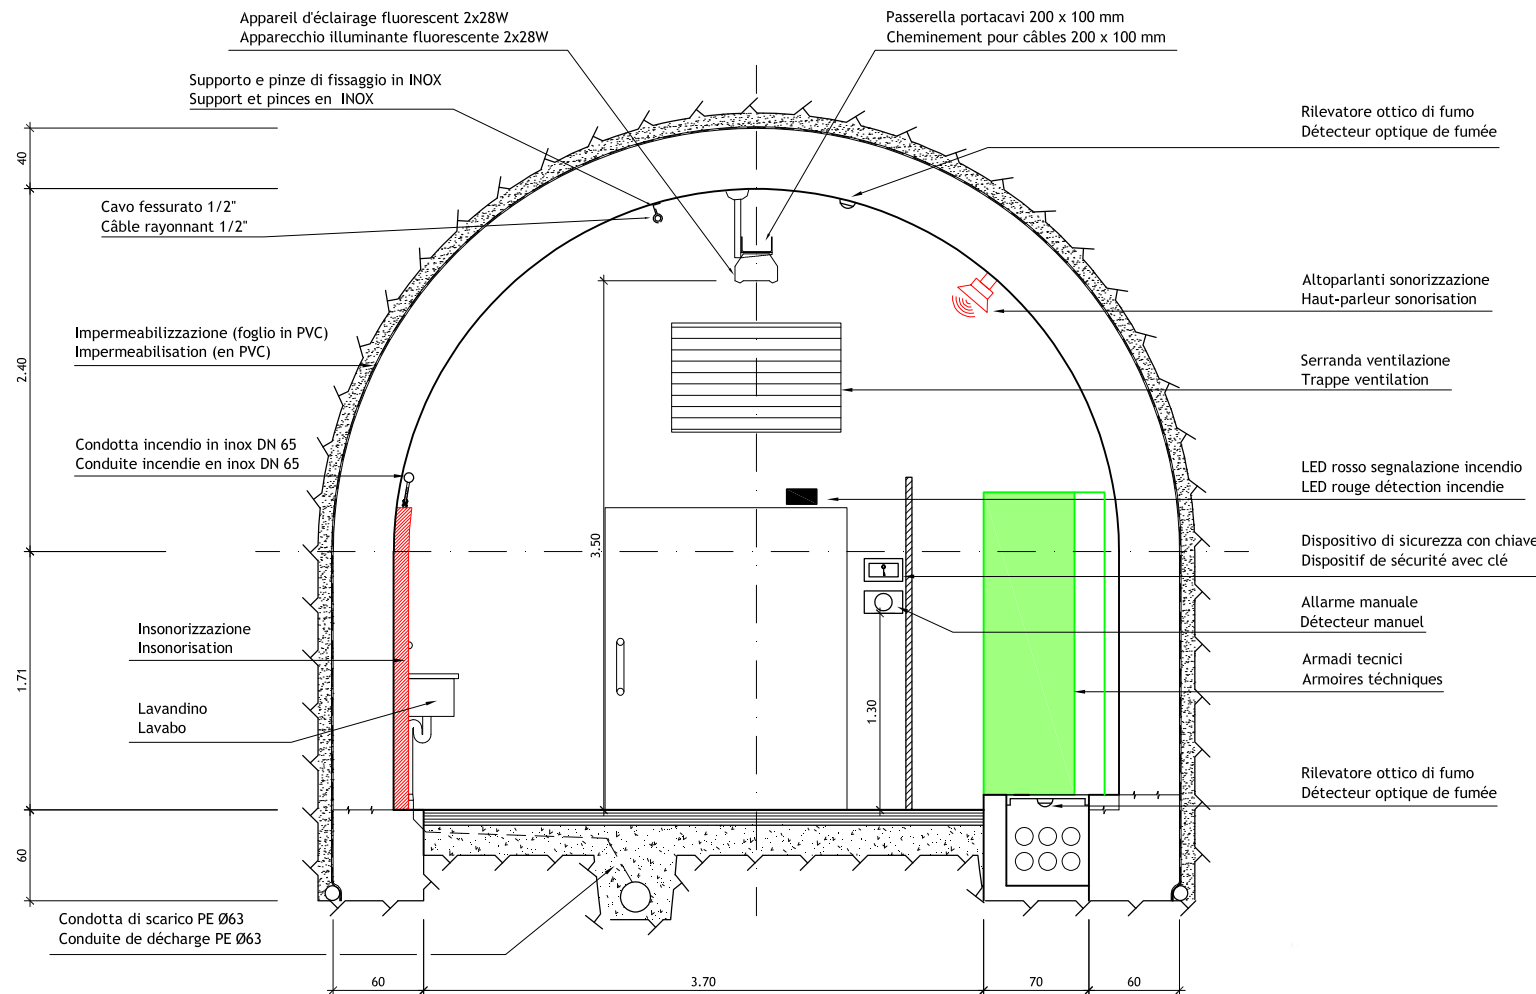 Appareil d'éclairage fluorescent 2x28W
Apparecchio illuminante fluorescente 2x28W
Passerella portacavi 200 x 100 mm
Cheminement pour câbles 200 x 100 mm
Supporto e pinze di fissaggio in INOX
Support et pinces en INOX
Rilevatore ottico di fumo
Détecteur optique de fumée
40
Cavo fessurato 1/2"
Câble rayonnant 1/2"
Altoparlanti sonorizzazione
Haut-parleur sonorisation
Impermeabilizzazione (foglio in PVC)
Impermeabilisation (en PVC)
2.40
Serranda ventilazione
Trappe ventilation
Condotta incendio in inox DN 65
Conduite incendie en inox DN 65
LED rosso segnalazione incendio
LED rouge détection incendie
3.50
Dispositivo di sicurezza con chiave
Dispositif de sécurité avec clé
Allarme manuale
Détecteur manuel
Insonorizzazione
Insonorisation
1.71
Armadi tecnici
Armoires téchniques
Lavandino
Lavabo
1.30
Rilevatore ottico di fumo
Détecteur optique de fumée
60
Condotta di scarico PE Ø63
Conduite de décharge PE Ø63
60
3.70
70
60